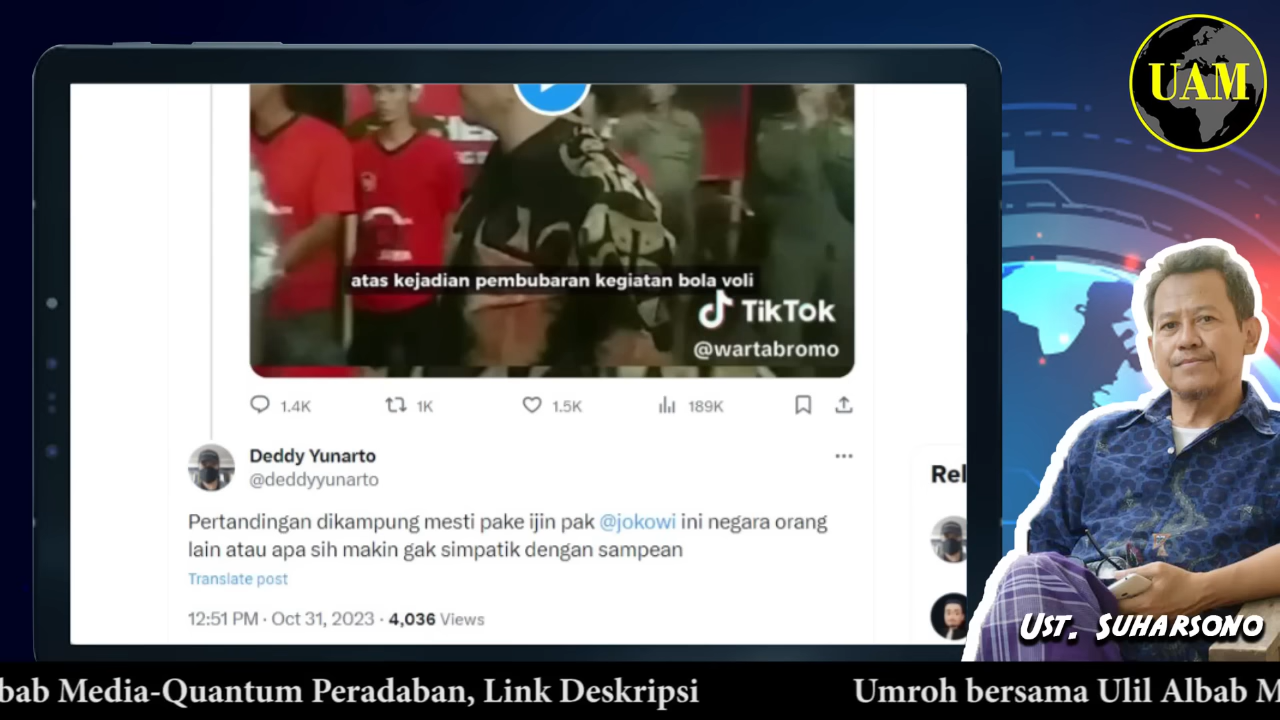 UAM
atas kejadian pembubaran kegiatan bola voli
TikTok
@wartabromo
1.4K
1K
1.5K
189K
Deddy Yunarto
@deddyyunarto
Pertandingan dikampung mesti pake ijin pak @jokowi ini negara orang
lain atau apa sih makin gak simpatik dengan sampean
Translate post
12:51 PM · Oct 31, 2023 · 4,036 Views
Rel
UST. SUHARSONO
bab Media-Quantum Peradaban, Link Deskripsi
Umroh bersama Ulil Albab M